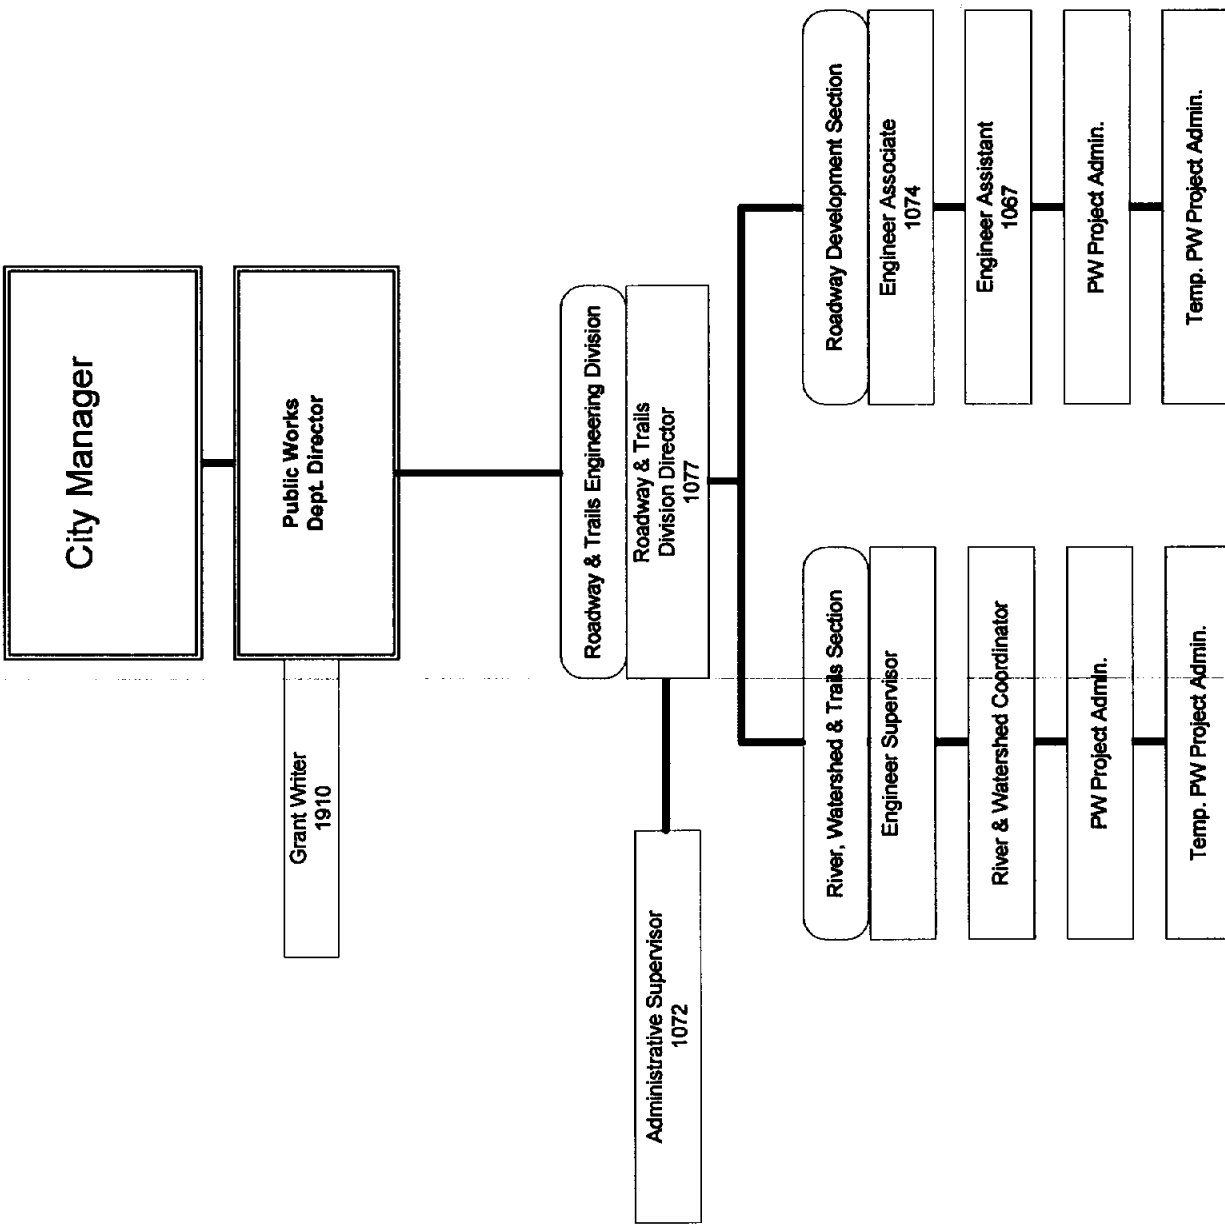 City Manager
Public Works
Dept. Director
Grant Writer
1910
Roadway & Trails Engineering Division
Roadway & Trails
Division Director
1077
Administrative Supervisor
1072
River, Watershed & Trails Section
Engineer Supervisor
River & Watershed Coordinator
PW Project Admin.
Temp. PW Project Admin.
Roadway Development Section
Engineer Associate
1074
Engineer Assistant
1067
PW Project Admin.
Temp. PW Project Admin.